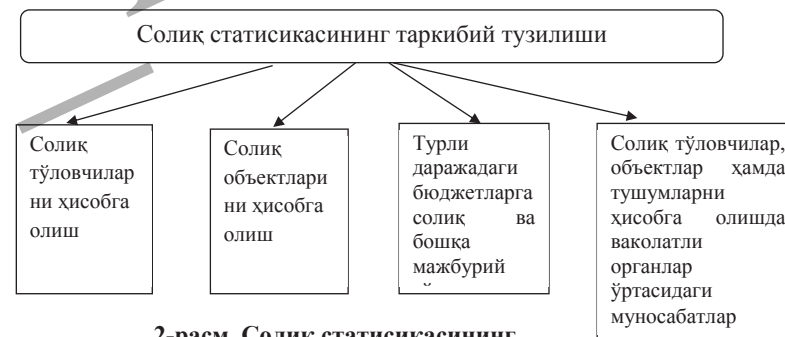 Солиқ статисикасининг таркибий тузилиши
Солиқ
тўловчилар
ни ҳисобга
олиш
Солиқ
объектлари
ни ҳисобга
олиш
Турли
даражадаги
бюджетларга
солиқ ва
бошқа
мажбурий
Солиқ тўловчилар,
объектлар ҳамда
тушумларни
ҳисобга олишда
ваколатли
органлар
ўртасидаги
муносабатлар
2-расм. Солиқ статисикасининг